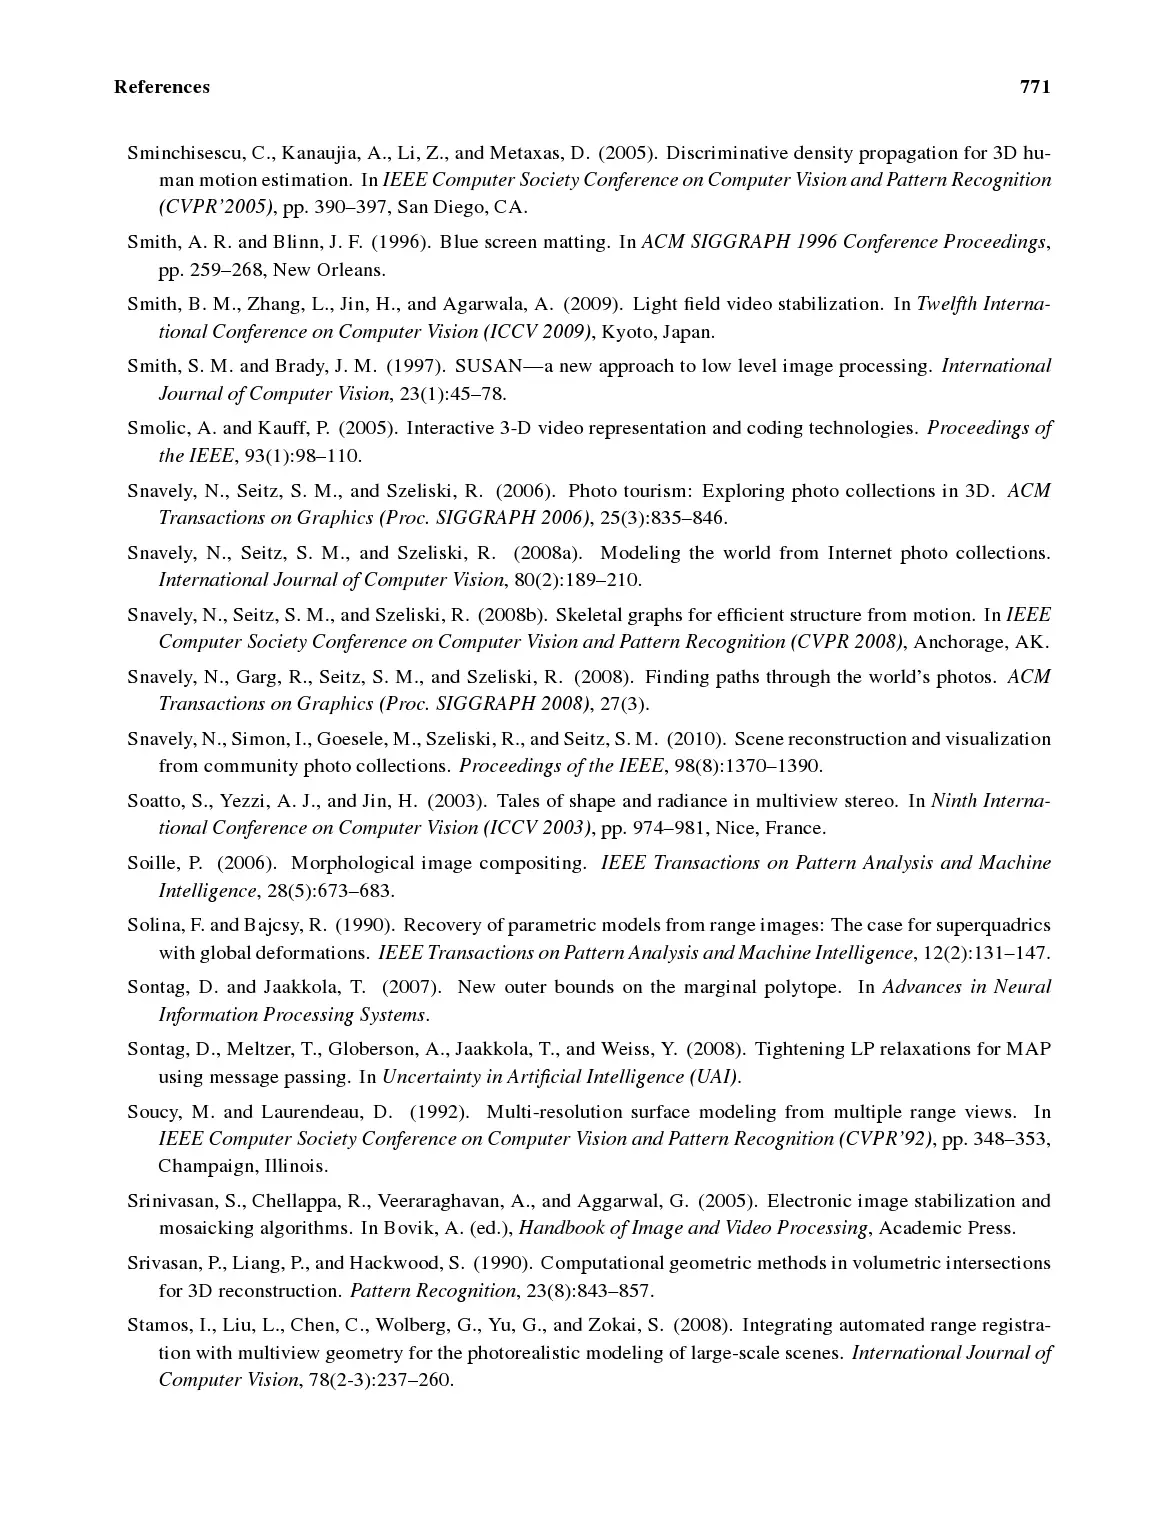 References 771
Sminchisescu, C., Kanaujia, A., Li, Z., and Metaxas, D. (2005). Discriminative density propagation for 3D hu-
man motion estimation. In IEEE Computer Society Conference on Computer Vision and Pattern Recognition
(CVPR'2005), pp. 390–397, San Diego, CA.
Smith, A. R. and Blinn, J. F. (1996). Blue screen matting. In ACM SIGGRAPH 1996 Conference Proceedings,
pp. 259–268, New Orleans.
Smith, B. M., Zhang, L., Jin, H., and Agarwala, A. (2009). Light field video stabilization. In Twelfth Interna-
tional Conference on Computer Vision (ICCV 2009), Kyoto, Japan.
Smith, S. M. and Brady, J. M. (1997). SUSAN—a new approach to low level image processing. International
Journal of Computer Vision, 23(1):45–78.
Smolic, A. and Kauff, P. (2005). Interactive 3-D video representation and coding technologies. Proceedings of
the IEEE, 93(1):98–110.
Snavely, N., Seitz, S. M., and Szeliski, R. (2006). Photo tourism: Exploring photo collections in 3D. ACM
Transactions on Graphics (Proc. SIGGRAPH 2006), 25(3):835–846.
Snavely, N., Seitz, S. M., and Szeliski, R. (2008a). Modeling the world from Internet photo collections.
International Journal of Computer Vision, 80(2):189–210.
Snavely, N., Seitz, S. M., and Szeliski, R. (2008b). Skeletal graphs for efficient structure from motion. In IEEE
Computer Society Conference on Computer Vision and Pattern Recognition (CVPR 2008), Anchorage, AK.
Snavely, N., Garg, R., Seitz, S. M., and Szeliski, R. (2008). Finding paths through the world's photos. ACM
Transactions on Graphics (Proc. SIGGRAPH 2008), 27(3).
Snavely, N., Simon, I., Goesele, M., Szeliski, R., and Seitz, S. M. (2010). Scene reconstruction and visualization
from community photo collections. Proceedings of the IEEE, 98(8):1370–1390.
Soatto, S., Yezzi, A. J., and Jin, H. (2003). Tales of shape and radiance in multiview stereo. In Ninth Interna-
tional Conference on Computer Vision (ICCV 2003), pp. 974–981, Nice, France.
Soille, P. (2006). Morphological image compositing. IEEE Transactions on Pattern Analysis and Machine
Intelligence, 28(5):673–683.
Solina, F. and Bajcsy, R. (1990). Recovery of parametric models from range images: The case for superquadrics
with global deformations. IEEE Transactions on Pattern Analysis and Machine Intelligence, 12(2):131–147.
Sontag, D. and Jaakkola, T. (2007). New outer bounds on the marginal polytope. In Advances in Neural
Information Processing Systems.
Sontag, D., Meltzer, T., Globerson, A., Jaakkola, T., and Weiss, Y. (2008). Tightening LP relaxations for MAP
using message passing. In Uncertainty in Artificial Intelligence (UAI).
Soucy, M. and Laurendeau, D. (1992). Multi-resolution surface modeling from multiple range views. In
IEEE Computer Society Conference on Computer Vision and Pattern Recognition (CVPR'92), pp. 348–353,
Champaign, Illinois.
Srinivasan, S., Chellappa, R., Veeraraghavan, A., and Aggarwal, G. (2005). Electronic image stabilization and
mosaicking algorithms. In Bovik, A. (ed.), Handbook of Image and Video Processing, Academic Press.
Srivasan, P., Liang, P., and Hackwood, S. (1990). Computational geometric methods in volumetric intersections
for 3D reconstruction. Pattern Recognition, 23(8):843–857.
Stamos, I., Liu, L., Chen, C., Wolberg, G., Yu, G., and Zokai, S. (2008). Integrating automated range registra-
tion with multiview geometry for the photorealistic modeling of large-scale scenes. International Journal of
Computer Vision, 78(2-3):237–260.